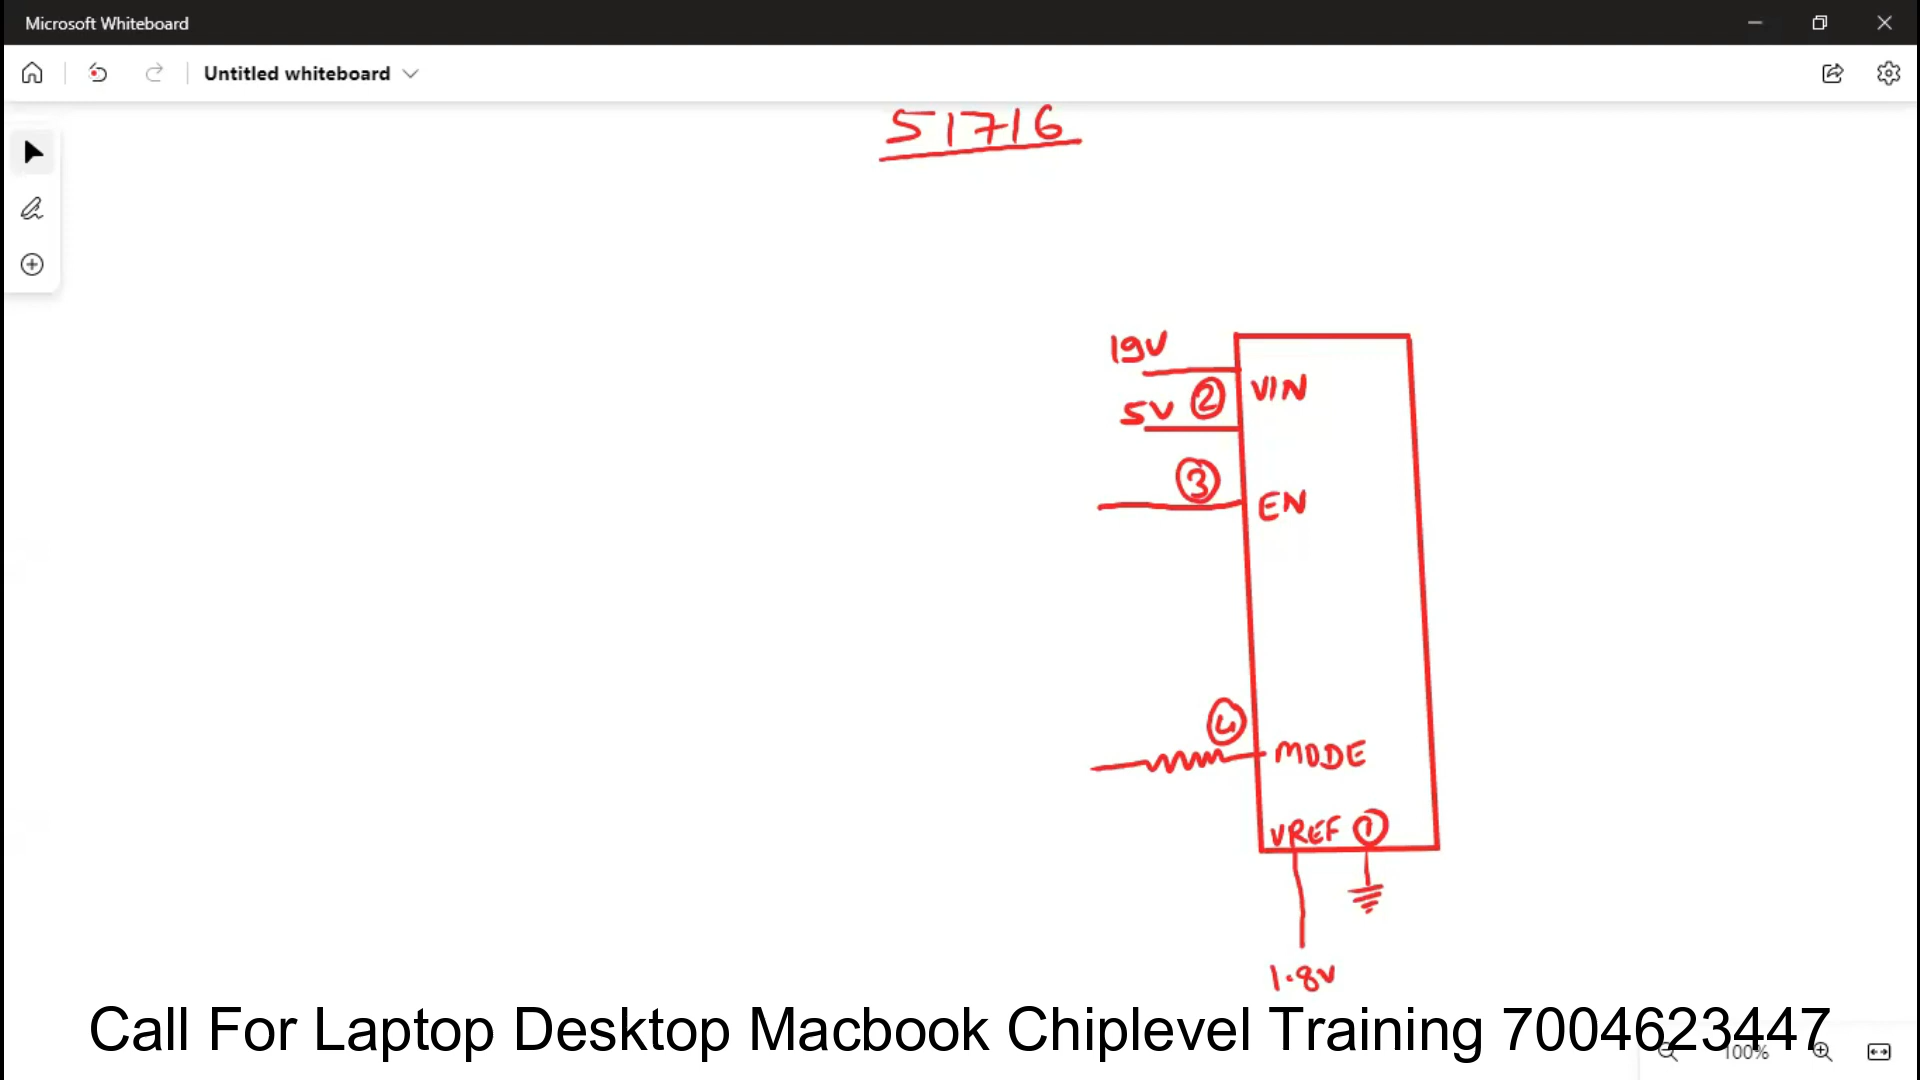 Microsoft Whiteboard
Untitled whiteboard
51716
19V
VIN
5V 2
3
EN
4
MODE
VREF 1
1.8V
Call For Laptop Desktop Macbook Chiplevel Training 7004623447
100%